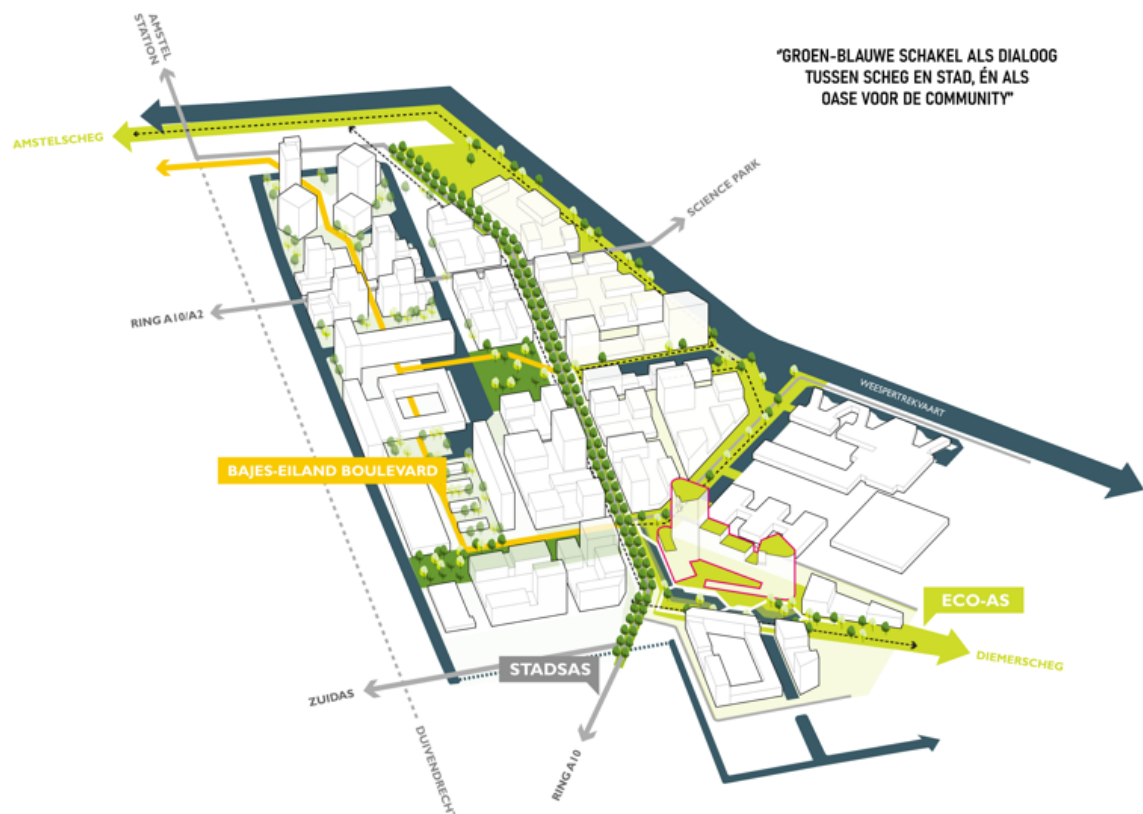 AMSTEL
STATION
"GROEN-BLAUWE SCHAKEL ALS DIALOOG
TUSSEN SCHEG EN STAD, ÉN ALS
OASE VOOR DE COMMUNITY"
AMSTELSCHEG
SCIENCE PARK
RING A10/A2
WEESPERTREKVAART
BAJES-EILAND BOULEVARD
ECO-AS
DIEMERSCHEG
STADSAS
ZUIDAS
RING A10
DUIVENDRECHT